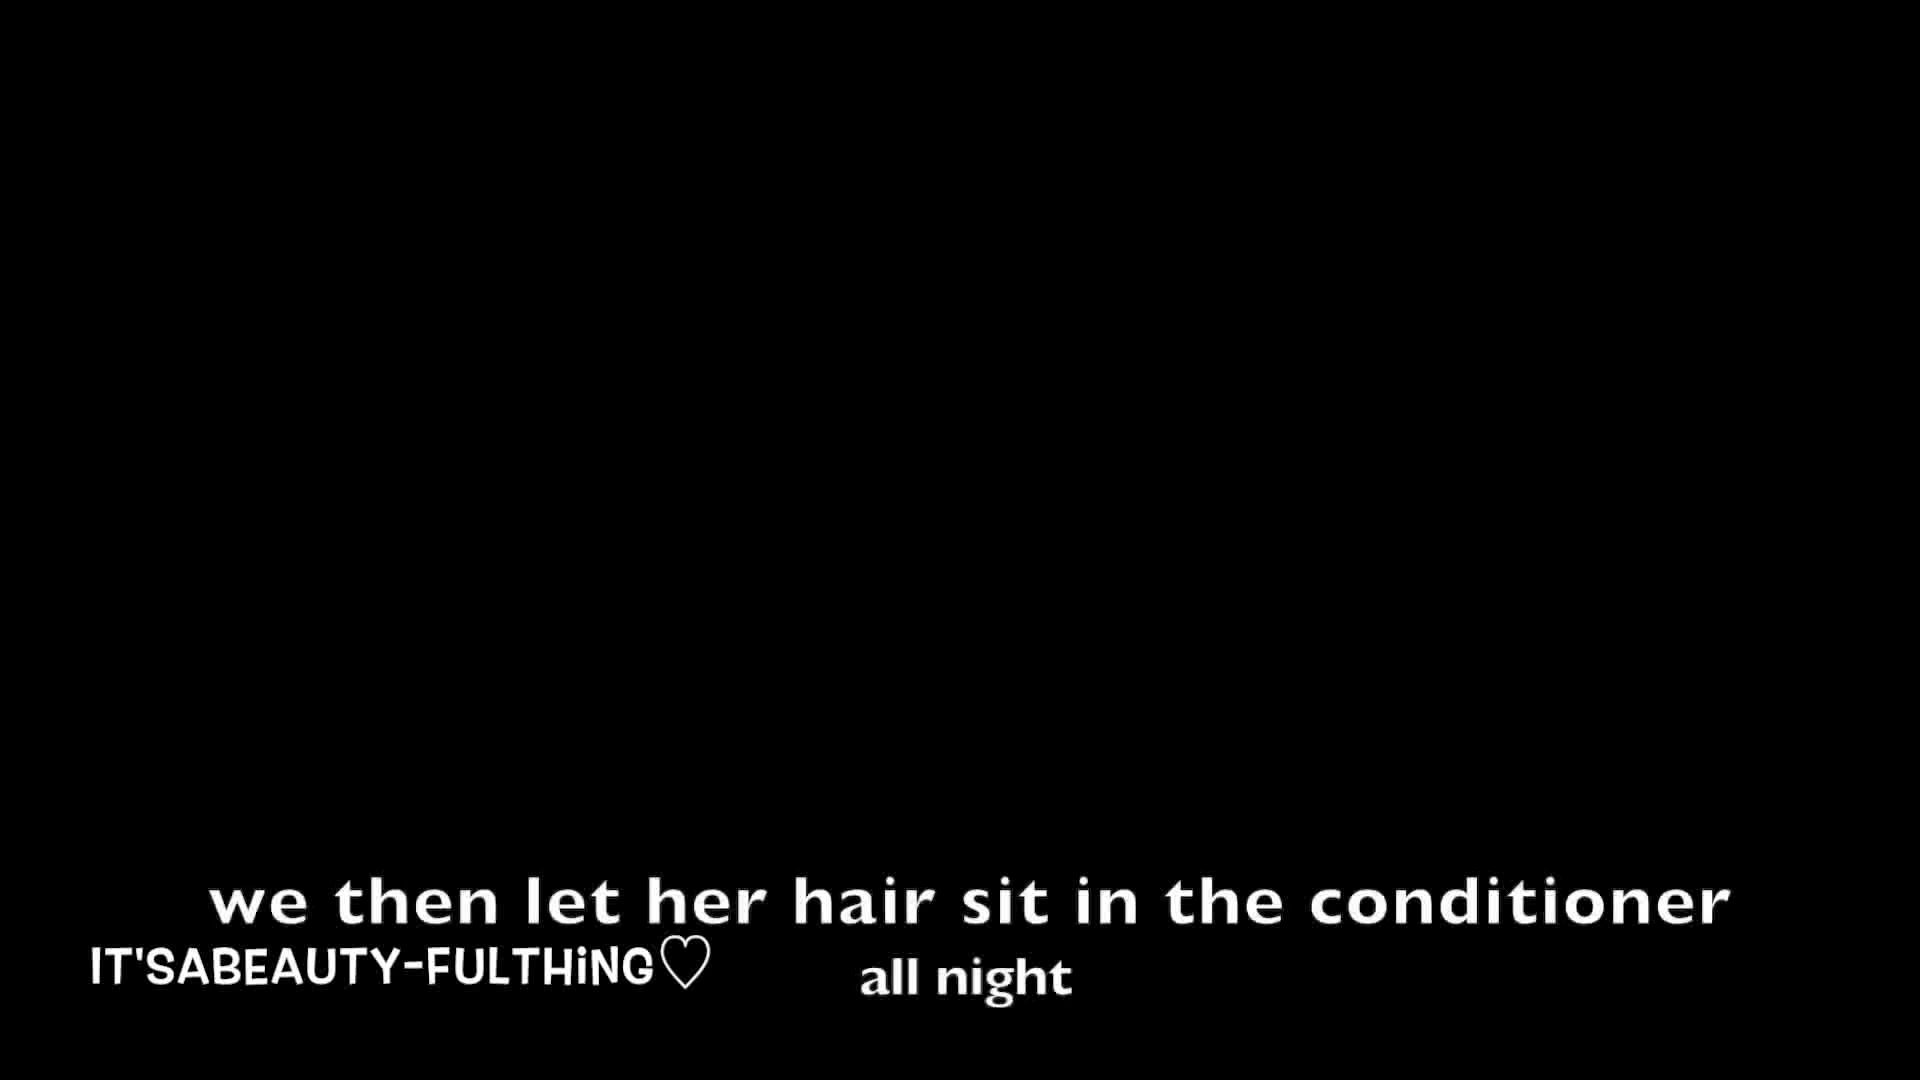 we then let her hair sit in the conditioner
all night
IT'SABEAUTY-FULTHiNG♡